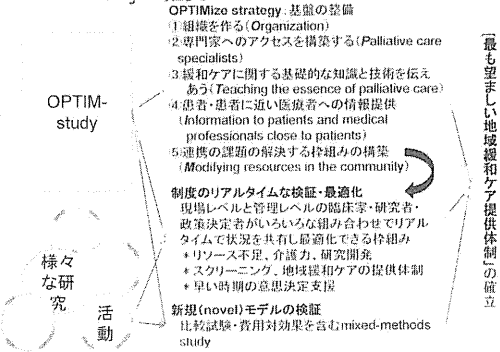 OPTIMize strategy:基盤の整備
①組織を作る(Organization)
②専門家へのアクセスを構築する(Palliative care
specialists)
③緩和ケアに関する基礎的な知識と技術を伝え
あう(Teaching the essence of palliative care)
④患者・患者に近い医療者への情報提供
(Information to patients and medical
professionals close to patients)
⑤連携の課題の解決する枠組みの構築
(Modifying resources in the community)
制度のリアルタイムな検証・最適化
現場レベルと管理レベルの臨床家・研究者・
政策決定者がいろいろな組み合わせでリアル
タイムで状況を共有し最適化できる枠組み
*リソース不足、介護力、研究開発
*スクリーニング、地域緩和ケアの提供体制
*早い時期の意思決定支援
新規(novel)モデルの検証
比較試験・費用対効果を含むmixed-methods
study
OPTIM-
study
様々
な研
究
活
動
「最も望ましい地域緩和ケア提供体制」の確立